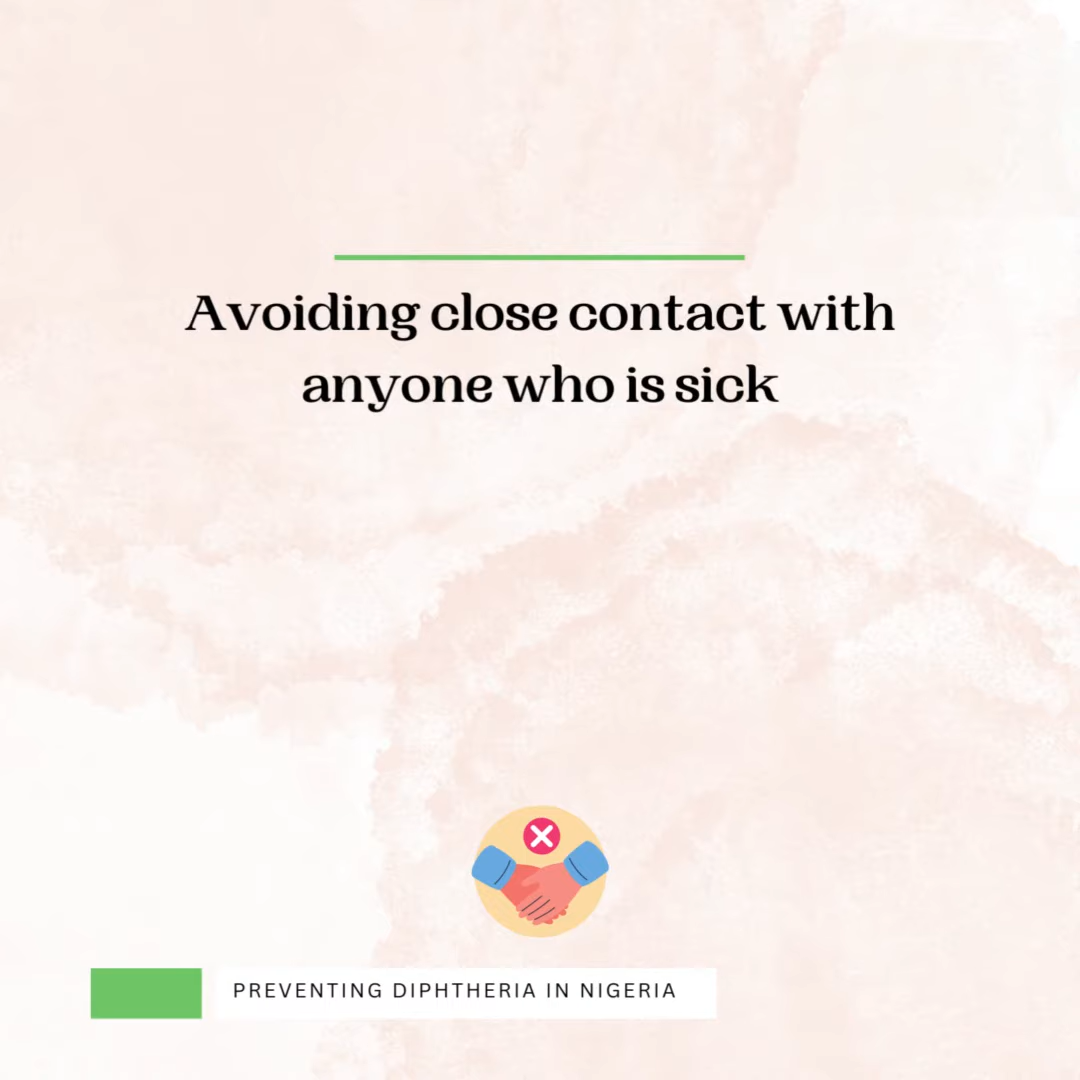 Avoiding close contact with
anyone who is sick
PREVENTING DIPHTHERIA IN NIGERIA